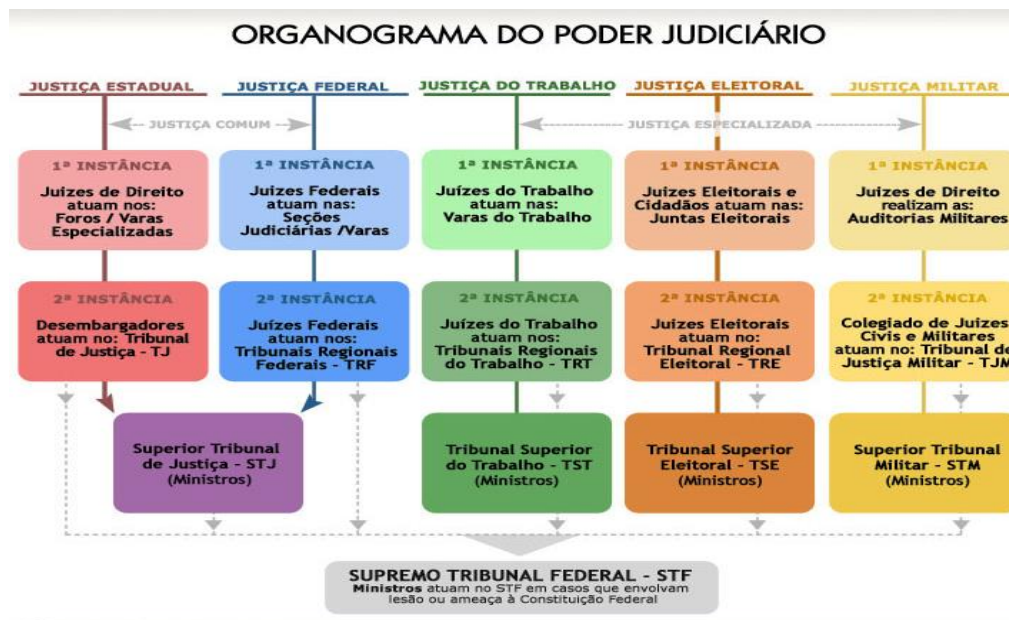 ORGANOGRAMA DO PODER JUDICIÁRIO
JUSTIÇA ESTADUAL
JUSTIÇA FEDERAL
JUSTIÇA DO TRABALHO
JUSTIÇA ELEITORAL
JUSTIÇA MILITAR
JUSTIÇA COMUM
JUSTIÇA ESPECIALIZADA
1ª INSTÂNCIA
Juizes de Direito
atuam nos:
Foros / Varas
Especializadas
1ª INSTÂNCIA
Juizes Federais
atuam nas:
Seções
Judiciárias /Varas
1ª INSTÂNCIA
Juízes do Trabalho
atuam nas:
Varas do Trabalho
1ª INSTÂNCIA
Juizes Eleitorais e
Cidadãos atuam nas:
Juntas Eleitorais
1ª INSTÂNCIA
Juizes de Direito
realizam as:
Auditorias Militares
2ª INSTÂNCIA
Desembargadores
atuam no: Tribunal
de Justiça - TJ
2ª INSTÂNCIA
Juízes Federais
atuam nos:
Tribunais Regionais
Federais - TRF
2ª INSTÂNCIA
Juízes do Trabalho
atuam nos:
Tribunais Regionais
do Trabalho - TRT
2ª INSTÂNCIA
Juizes Eleitorais
atuam no:
Tribunal Regional
Eleitoral - TRE
2ª INSTÂNCIA
Colegiado de Juizes
Civis e Militares
atuam no: Tribunal de
Justiça Militar - TJM
Superior Tribunal
de Justiça - STJ
(Ministros)
Tribunal Superior
do Trabalho - TST
(Ministros)
Tribunal Superior
Eleitoral - TSE
(Ministros)
Superior Tribunal
Militar - STM
(Ministros)
SUPREMO TRIBUNAL FEDERAL - STF
Ministros atuam no STF em casos que envolvam
lesão ou ameaça à Constituição Federal